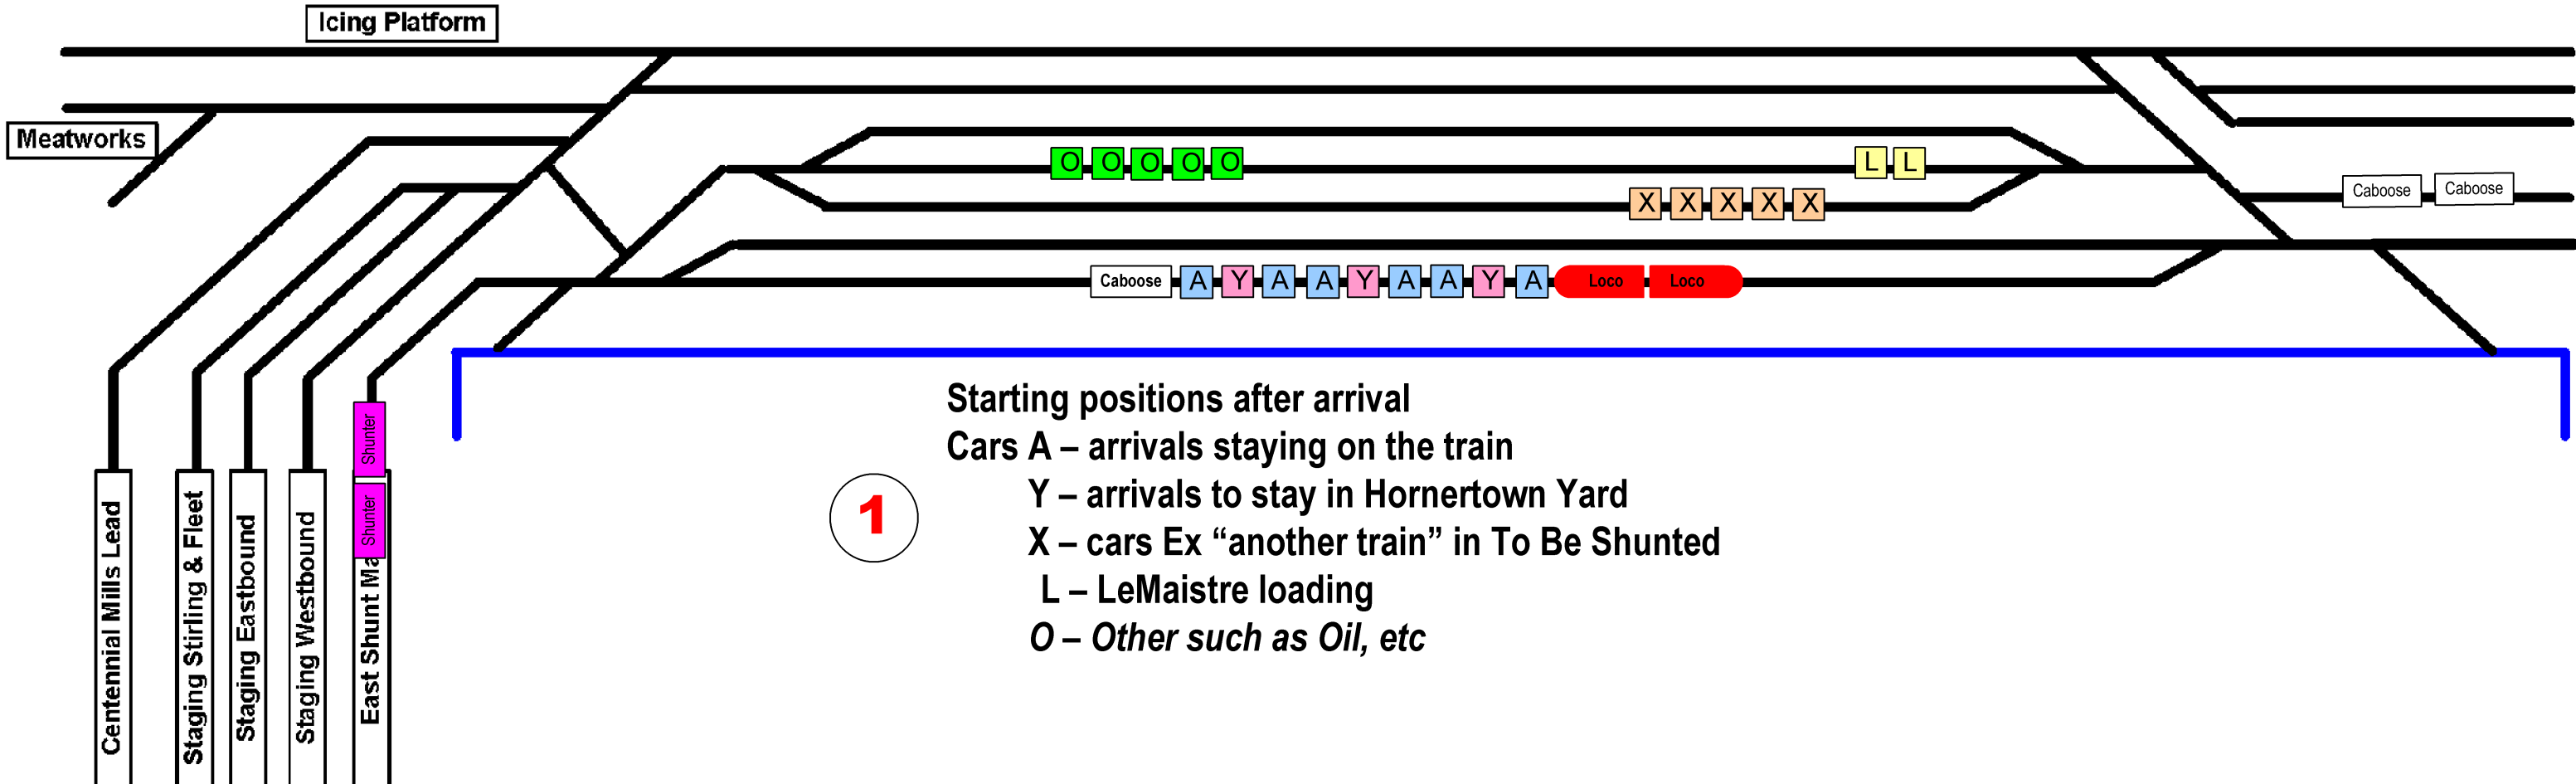 Icing Platform
Meatworks
O O O O O
L L
X X X X X
Caboose Caboose
Caboose A Y A A Y A A Y A Loco Loco
Shunter
Shunter
Centennial Mills Lead
Staging Stirling & Fleet
Staging Eastbound
Staging Westbound
East Shunt Ma
1
Starting positions after arrival
Cars A – arrivals staying on the train
Y – arrivals to stay in Hornertown Yard
X – cars Ex “another train” in To Be Shunted
L – LeMaistre loading
O – Other such as Oil, etc